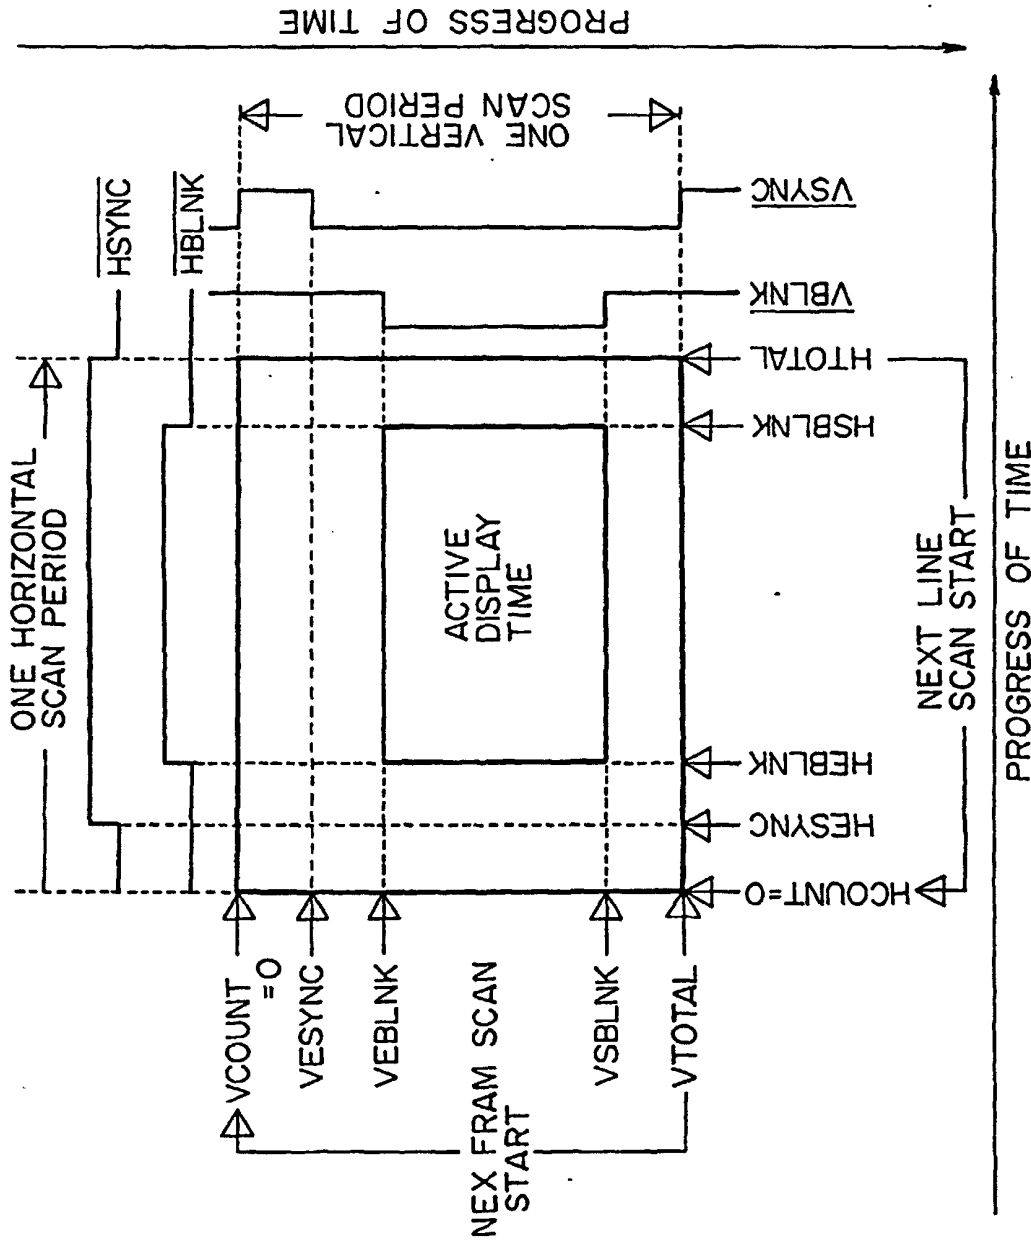 PROGRESS OF TIME
ONE HORIZONTAL
SCAN PERIOD
HSYNC
HBLNK
ONE VERTICAL
SCAN PERIOD
VCOUNT
=0
VESYNC
VEBLNK
NEX FRAM SCAN
START
VSBLNK
VTOTAL
ACTIVE
DISPLAY
TIME
VSYNC
VBLNK
HTOTAL
HSBLNK
HEBLNK
HESYNC
HCOUNT=0
NEXT LINE
SCAN START
PROGRESS OF TIME